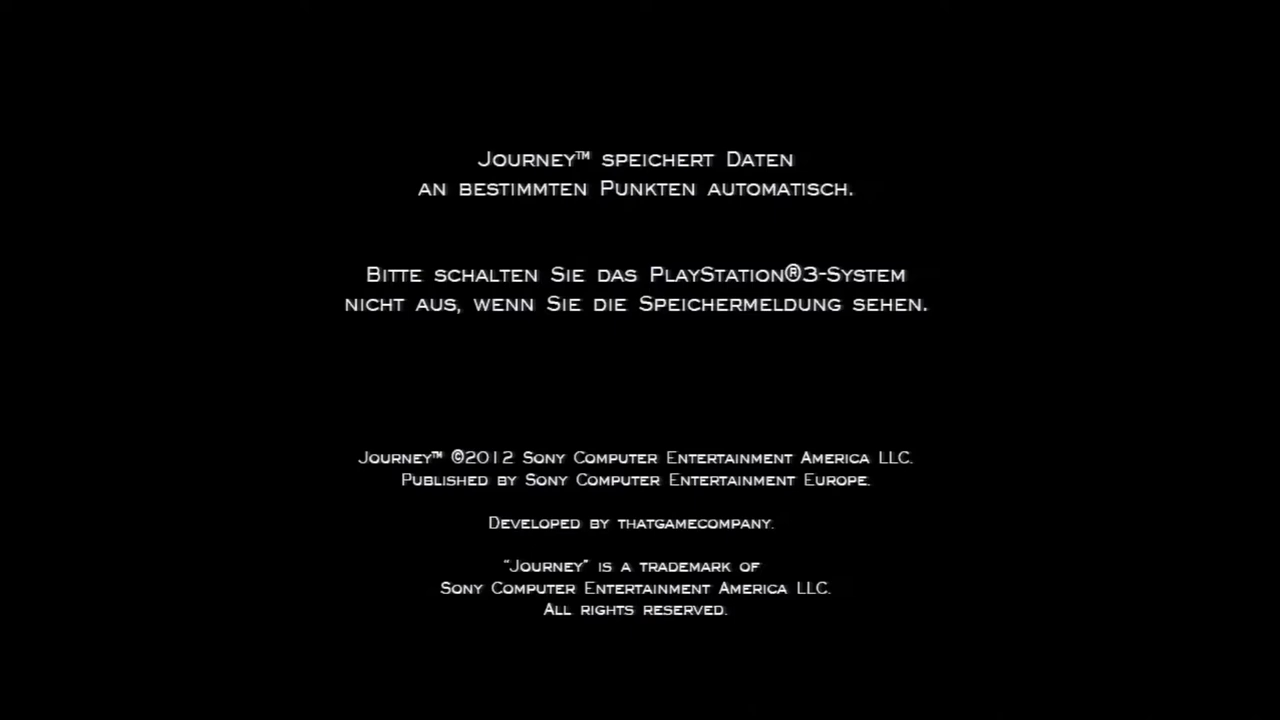 Journey™ speichert Daten
an bestimmten Punkten automatisch.
Bitte schalten Sie das PlayStation®3-System
nicht aus, wenn Sie die Speichermeldung sehen.
Journey™ ©2012 Sony Computer Entertainment America LLC.
Published by Sony Computer Entertainment Europe.
Developed by thatgamecompany.
“Journey” is a trademark of
Sony Computer Entertainment America LLC.
All rights reserved.